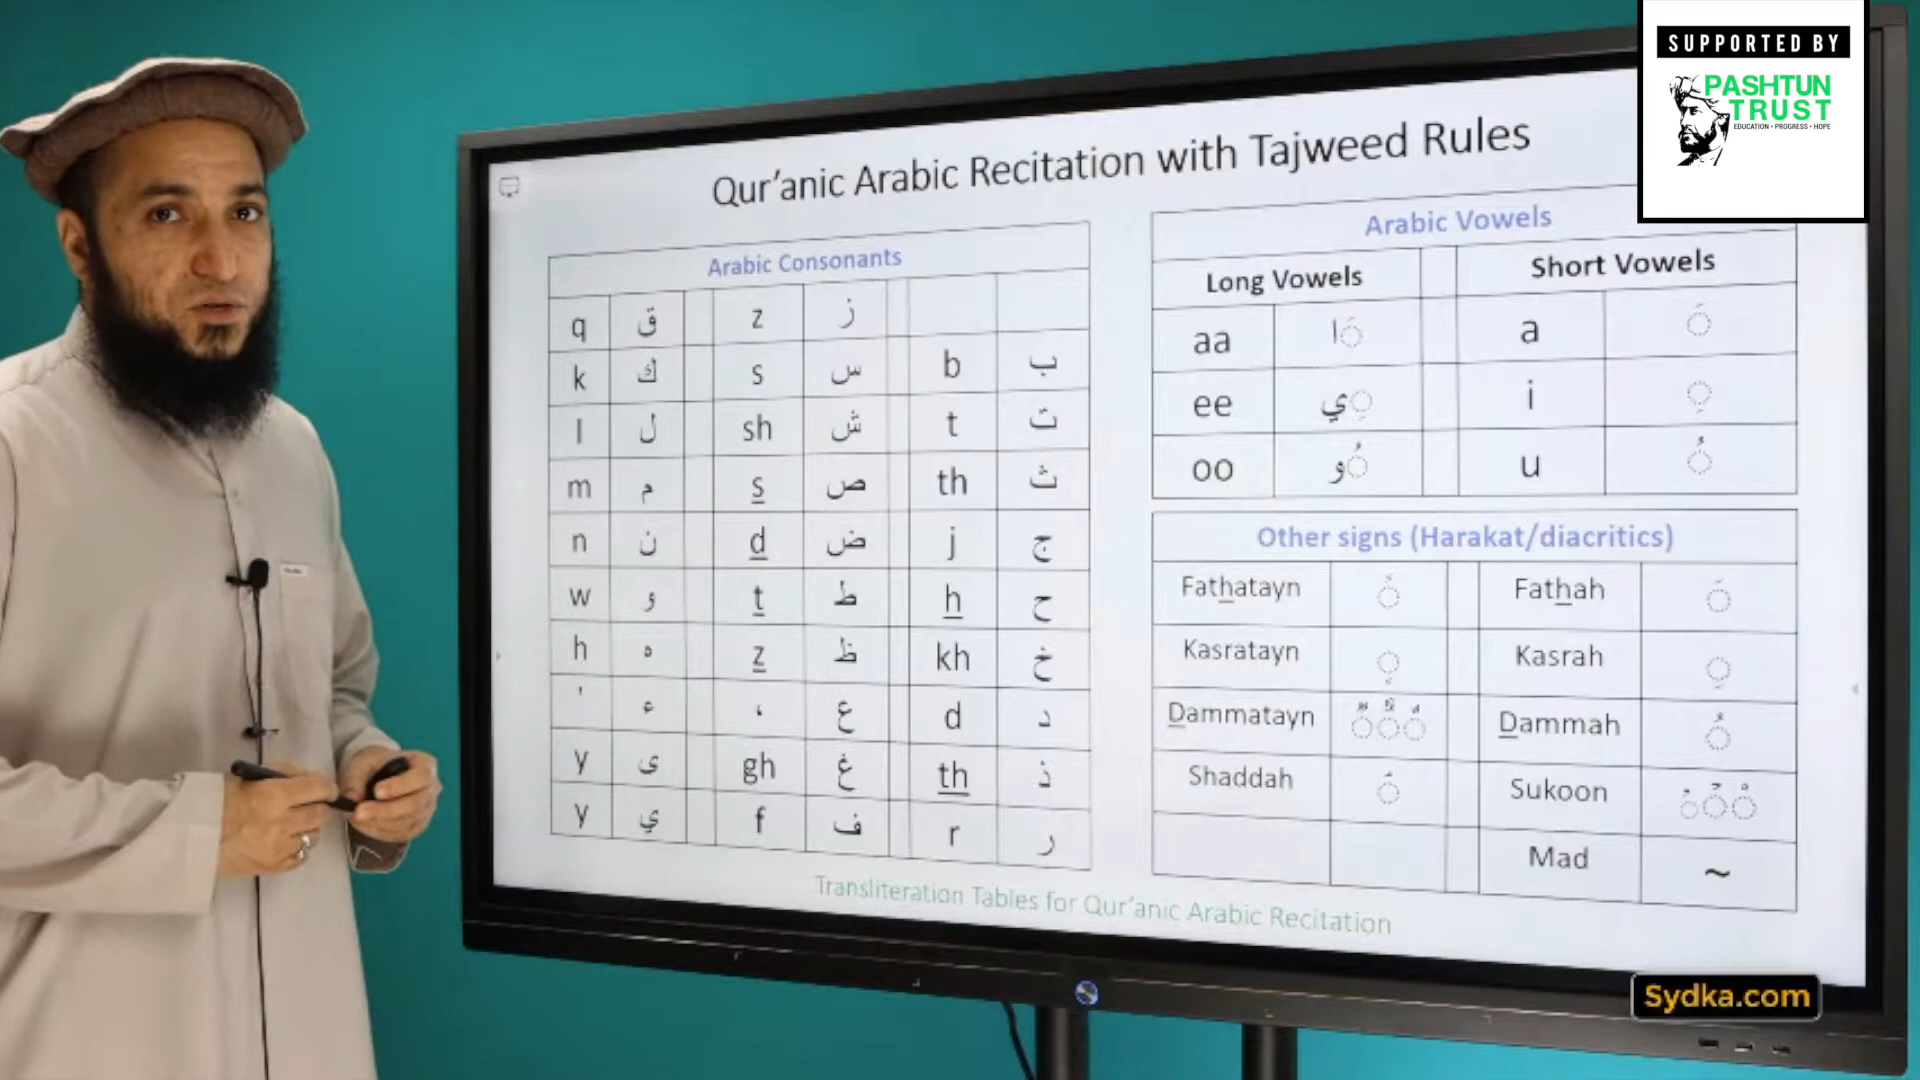 SUPPORTED BY
PASHTUN
TRUST
EDUCATION • PROGRESS • HOPE
Qur’anic Arabic Recitation with Tajweed Rules
Arabic Consonants
q ق z ز
k ك s س b ب
l ل sh ش t ت
m م s ص th ث
n ن d ض j ج
w و t ط h ح
h ه z ظ kh خ
' ء ‘ ع d د
y ى gh غ th ذ
y ي f ف r ر
Arabic Vowels
Long Vowels Short Vowels
aa ◌َا a ◌َ
ee ◌ِي i ◌ِ
oo ◌ُو u ◌ُ
Other signs (Harakat/diacritics)
Fathatayn ◌ً Fathah ◌َ
Kasratayn ◌ٍ Kasrah ◌ِ
Dammatayn Dammah ◌ُ
Shaddah ◌ّ Sukoon
Mad ~
Transliteration Tables for Qur’anic Arabic Recitation
Sydka.com